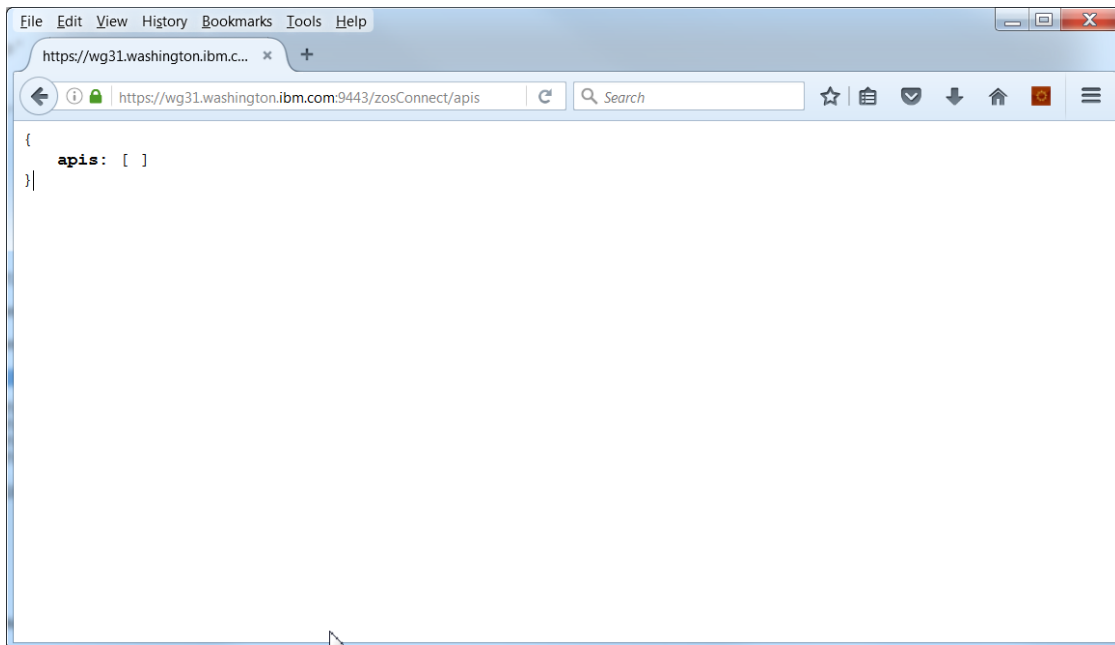 File Edit View History Bookmarks Tools Help
https://wg31.washington.ibm.c...
https://wg31.washington.ibm.com:9443/zosConnect/apis
Search
{
apis: [ ]
}